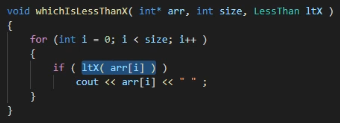 void whichIsLessThanX( int* arr, int size, LessThan ltX )
{
    for (int i = 0; i < size; i++ )
    {
        if ( ltX( arr[i] ) )
            cout << arr[i] << " " ;
    }
}